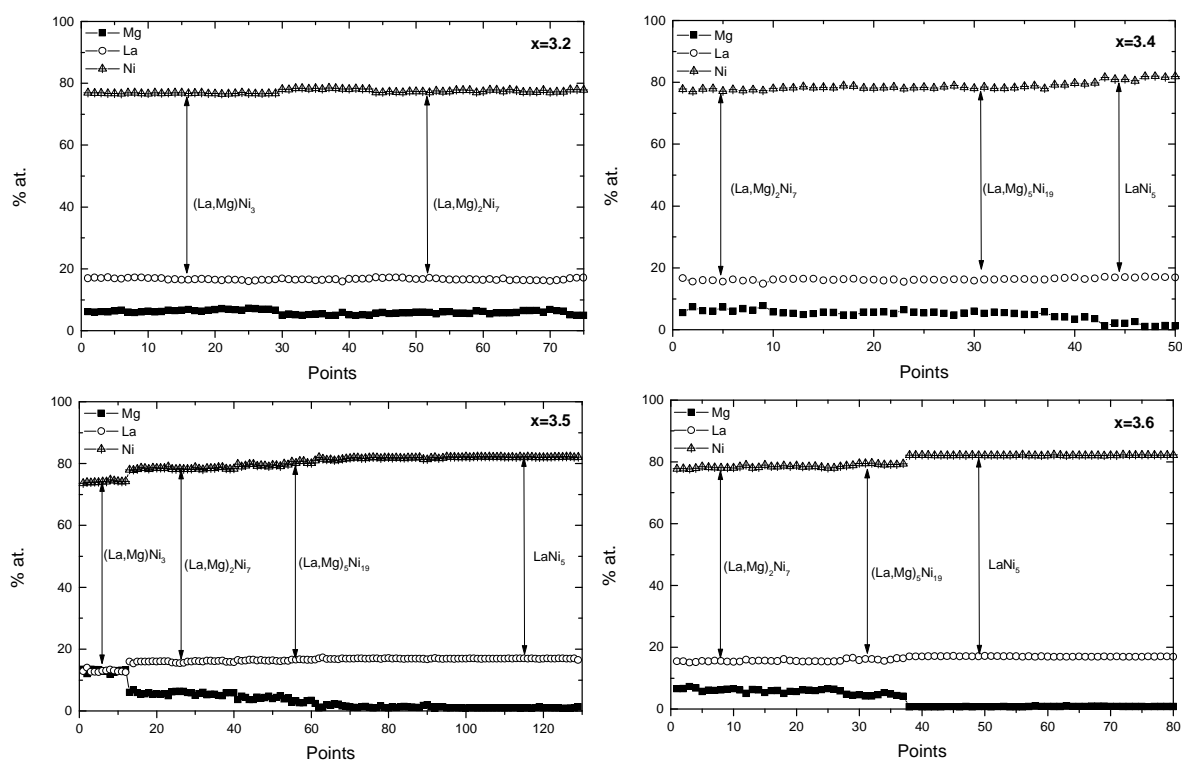 x=3.2
Mg
La
Ni
100
80
60
40
20
0
% at.
(La,Mg)Ni₃
(La,Mg)₂Ni₇
0 10 20 30 40 50 60 70
Points
x=3.4
Mg
La
Ni
100
80
60
40
20
0
% at.
(La,Mg)₂Ni₇
(La,Mg)₅Ni₁₉
LaNi₅
0 10 20 30 40 50
Points
x=3.5
Mg
La
Ni
100
80
60
40
20
0
% at.
(La,Mg)Ni₃
(La,Mg)₂Ni₇
(La,Mg)₅Ni₁₉
LaNi₅
0 20 40 60 80 100 120
Points
x=3.6
Mg
La
Ni
100
80
60
40
20
0
% at.
(La,Mg)₂Ni₇
(La,Mg)₅Ni₁₉
LaNi₅
0 10 20 30 40 50 60 70 80
Points